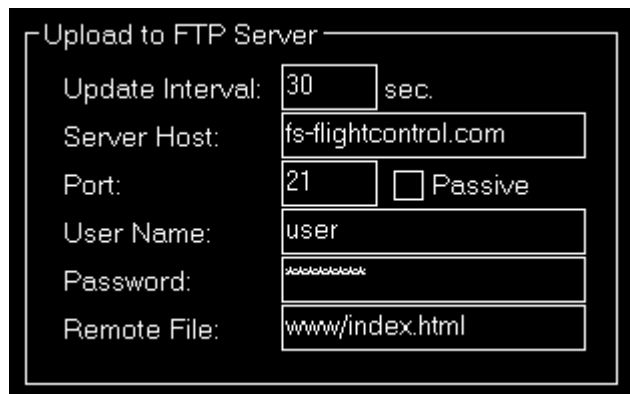 Upload to FTP Server
Update Interval: 30 sec.
Server Host: fs-flightcontrol.com
Port: 21 Passive
User Name: user
Password: *********
Remote File: www/index.html